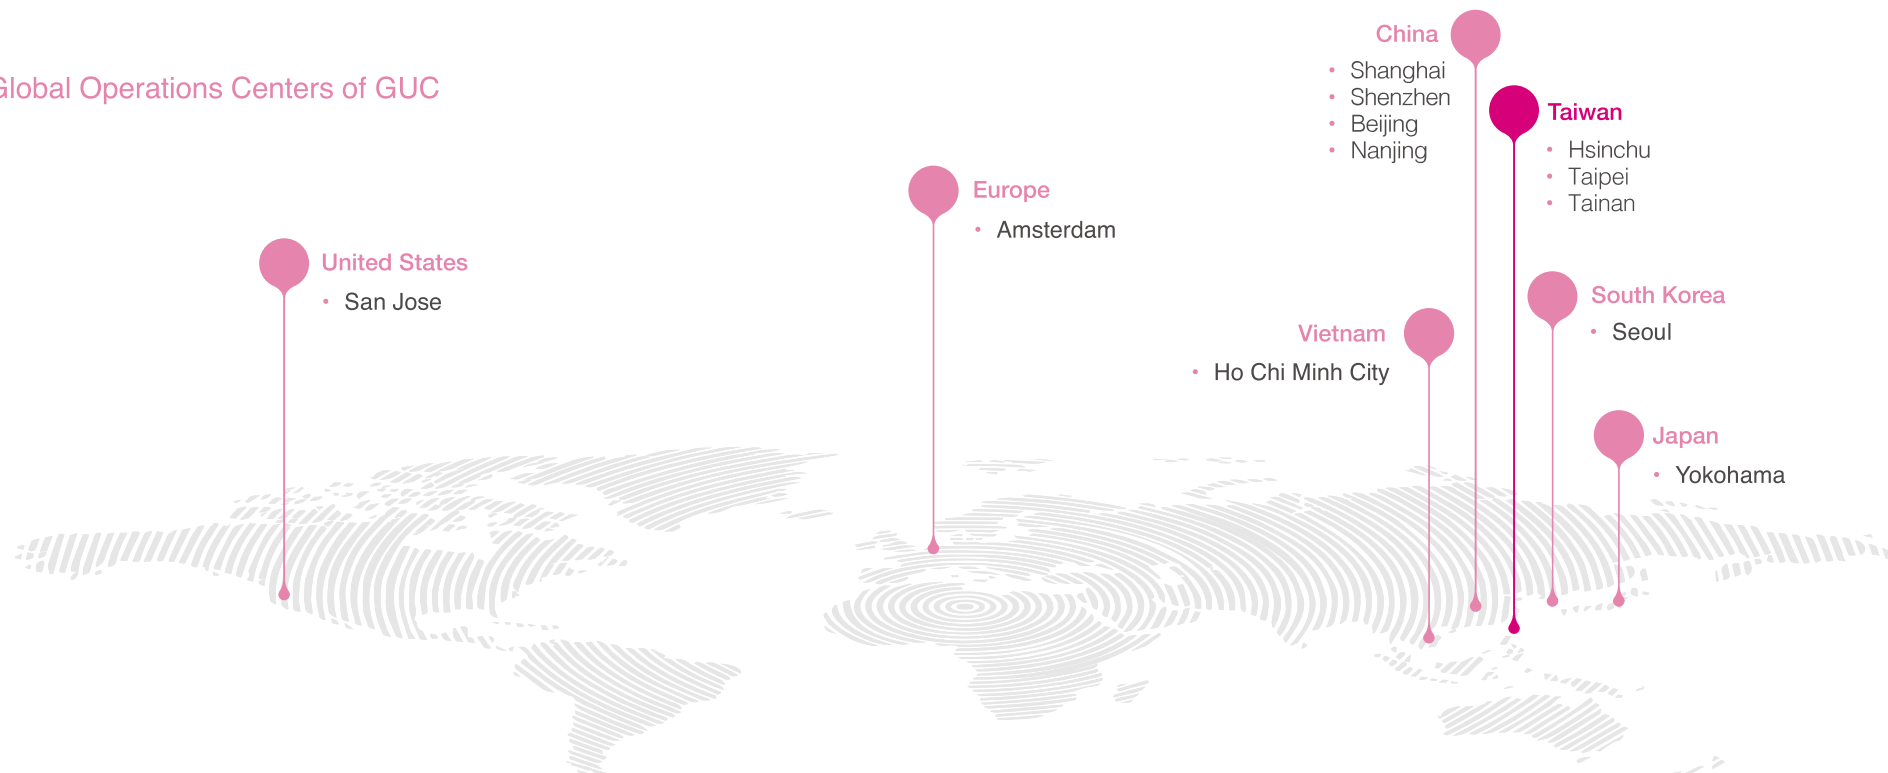 Global Operations Centers of GUC
China
• Shanghai
• Shenzhen
• Beijing
• Nanjing
Taiwan
• Hsinchu
• Taipei
• Tainan
Europe
• Amsterdam
United States
• San Jose
South Korea
• Seoul
Vietnam
• Ho Chi Minh City
Japan
• Yokohama